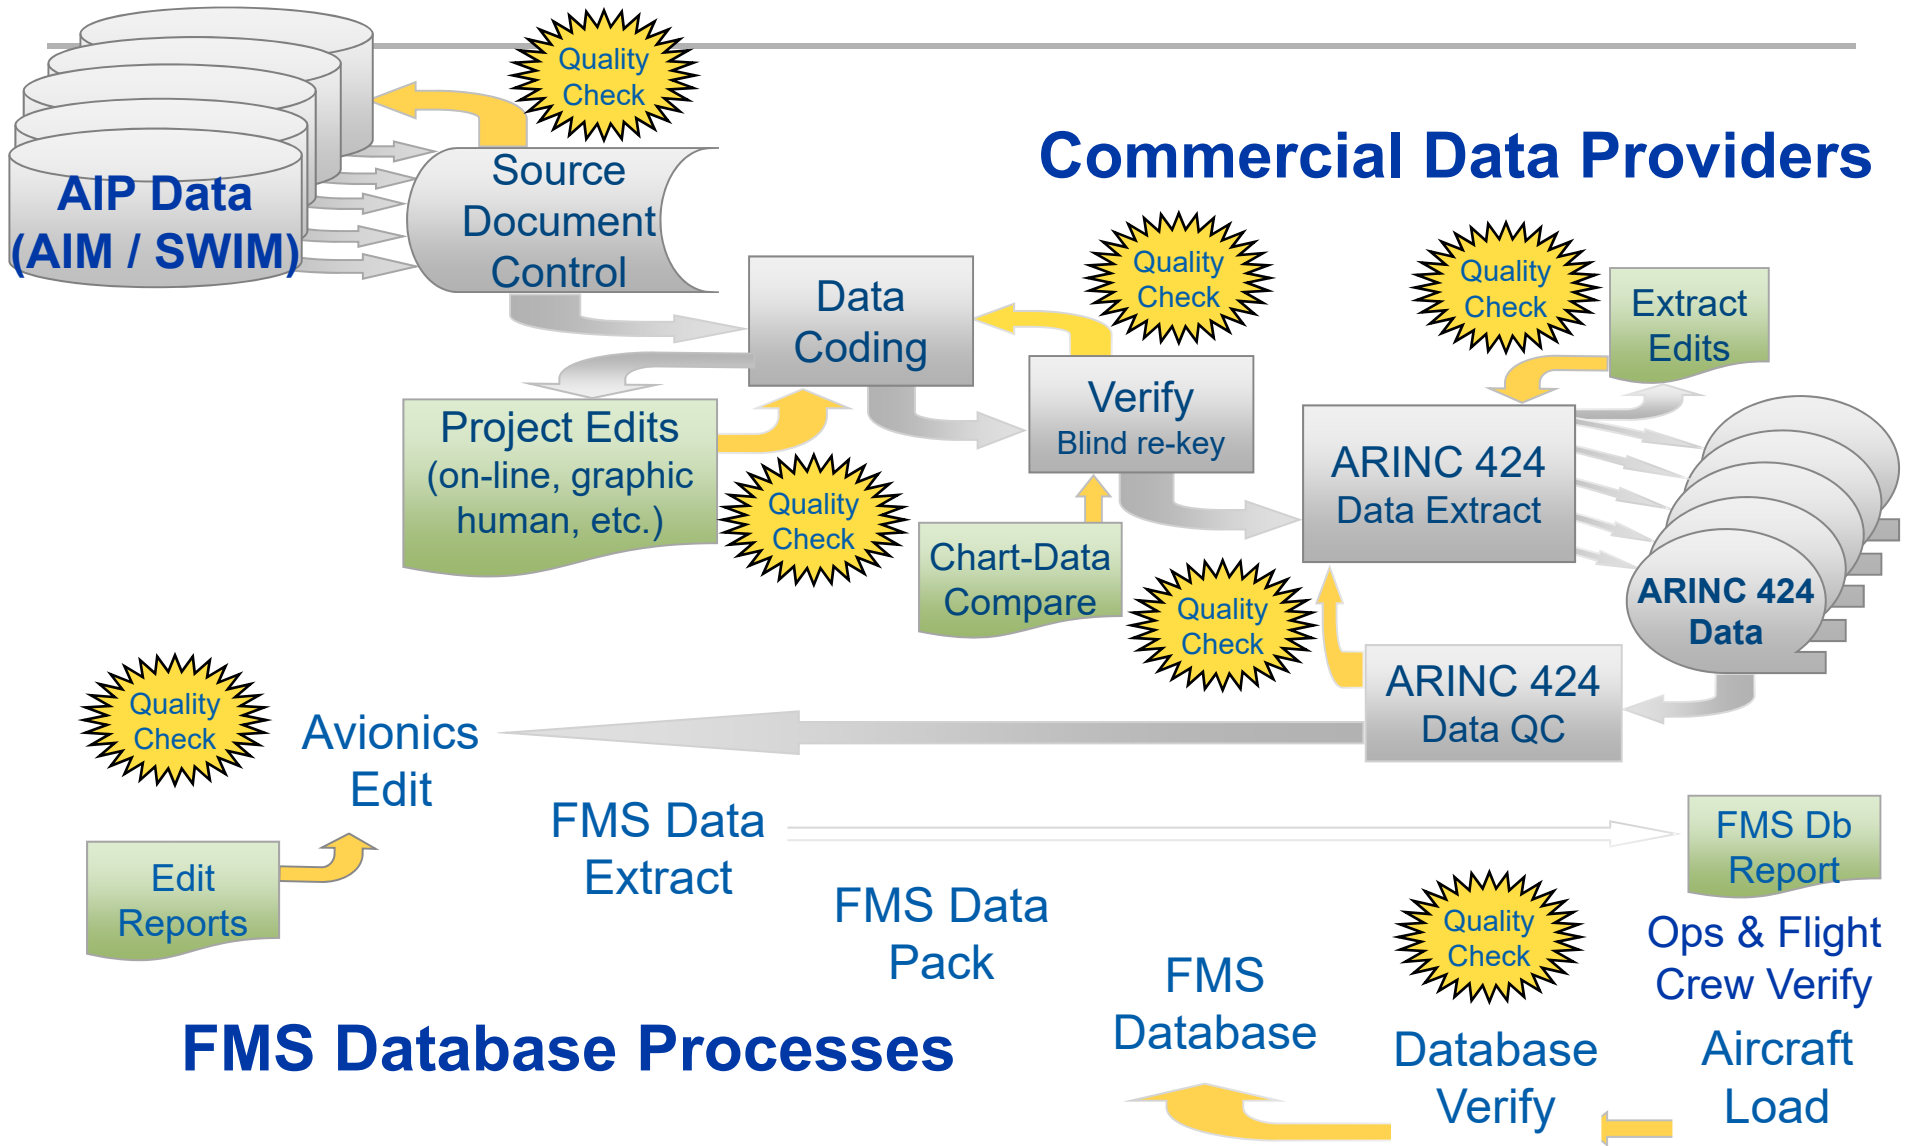 Quality
Check
Commercial Data Providers
AIP Data
(AIM / SWIM)
Source
Document
Control
Data
Coding
Quality
Check
Quality
Check
Extract
Edits
Project Edits
(on-line, graphic
human, etc.)
Quality
Check
Verify
Blind re-key
Chart-Data
Compare
ARINC 424
Data Extract
Quality
Check
ARINC 424
Data
ARINC 424
Data QC
Quality
Check
Avionics
Edit
Edit
Reports
FMS Data
Extract
FMS Data
Pack
FMS Db
Report
Quality
Check
Ops & Flight
Crew Verify
FMS
Database
Database
Verify
Aircraft
Load
FMS Database Processes